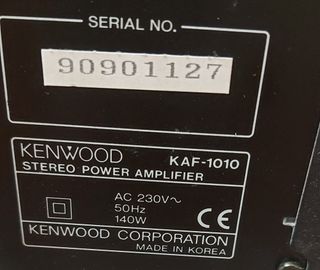 SERIAL NO.
90901127
KENWOOD KAF-1010
STEREO POWER AMPLIFIER
AC 230V~
50Hz
140W
CE
KENWOOD CORPORATION
MADE IN KOREA